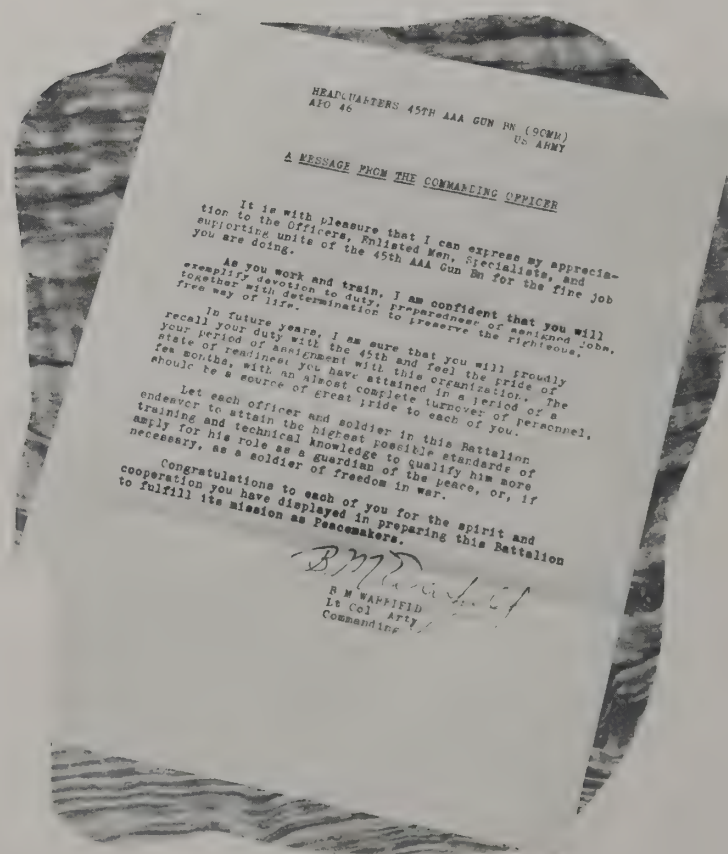 HEADQUARTERS 45TH AAA GUN BN (90MM)
APO 46 US ARMY
A MESSAGE FROM THE COMMANDING OFFICER
It is with pleasure that I can express my apprecia-
tion to the Officers, Enlisted Men, Specialists, and
supporting units of the 45th AAA Gun Bn for the fine job
you are doing.
As you work and train, I am confident that you will
exemplify devotion to duty, preparedness of assigned jobs,
together with determination to preserve the righteous,
free way of life.
In future years, I am sure that you will proudly
recall your duty with the 45th and feel the pride of
your period of assignment with this organization. The
state of readiness you have attained in a period of a
few months, with an almost complete turnover of personnel,
should be a source of great pride to each of you.
Let each officer and soldier in this Battalion
endeavor to attain the highest possible standards of
training and technical knowledge to qualify him more
amply for his role as a guardian of the peace, or, if
necessary, as a soldier of freedom in war.
Congratulations to each of you for the spirit and
cooperation you have displayed in preparing this Battalion
to fulfill its mission as Peacemakers.
B M Warfield
B M WARFIELD
Lt Col Arty
Commanding